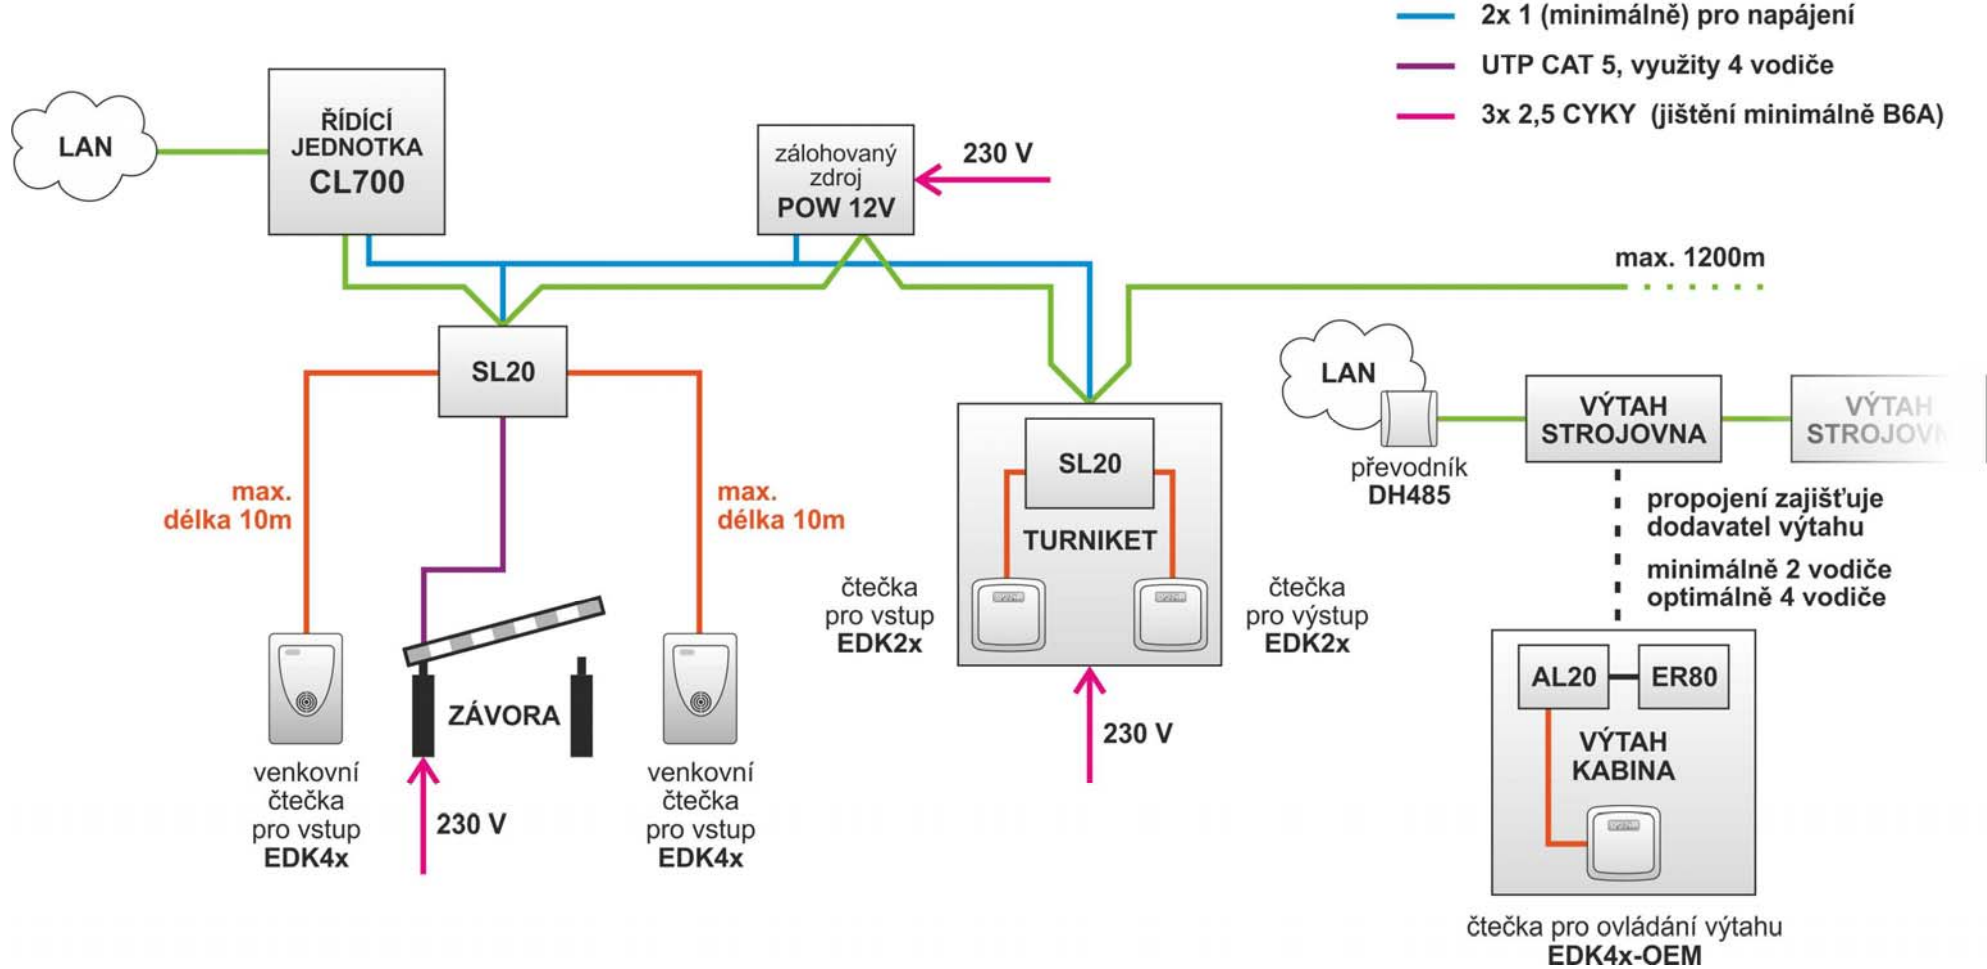 2x 1 (minimálně) pro napájení
UTP CAT 5, využity 4 vodiče
3x 2,5 CYKY (jištění minimálně B6A)
LAN
ŘÍDÍCÍ
JEDNOTKA
CL700
zálohovaný
zdroj
POW 12V
230 V
max. 1200m
SL20
max.
délka 10m
max.
délka 10m
venkovní
čtečka
pro vstup
EDK4x
ZÁVORA
230 V
venkovní
čtečka
pro vstup
EDK4x
SL20
TURNIKET
čtečka
pro vstup
EDK2x
čtečka
pro výstup
EDK2x
230 V
LAN
převodník
DH485
VÝTAH
STROJOVNA
VÝTAH
STROJOVN
propojení zajišťuje
dodavatel výtahu
minimálně 2 vodiče
optimálně 4 vodiče
AL20
ER80
VÝTAH
KABINA
čtečka pro ovládání výtahu
EDK4x-OEM